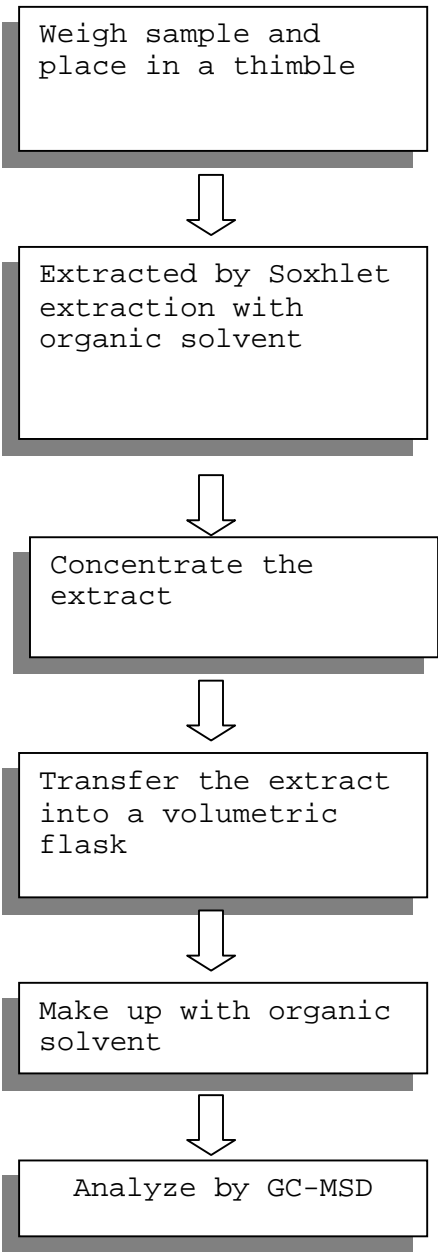 Weigh sample and
place in a thimble
Extracted by Soxhlet
extraction with
organic solvent
Concentrate the
extract
Transfer the extract
into a volumetric
flask
Make up with organic
solvent
Analyze by GC-MSD